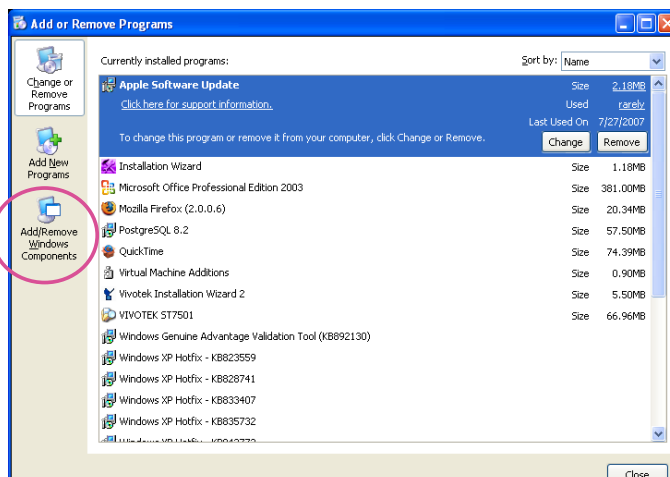 Add or Remove Programs
Change or
Remove
Programs
Add New
Programs
Add/Remove
Windows
Components
Currently installed programs:
Sort by: Name
Apple Software Update Size 2.18MB
Click here for support information. Used rarely
Last Used On 7/27/2007
To change this program or remove it from your computer, click Change or Remove. Change Remove
Installation Wizard Size 1.18MB
Microsoft Office Professional Edition 2003 Size 381.00MB
Mozilla Firefox (2.0.0.6) Size 20.34MB
PostgreSQL 8.2 Size 57.50MB
QuickTime Size 74.39MB
Virtual Machine Additions Size 0.90MB
Vivotek Installation Wizard 2 Size 5.50MB
VIVOTEK ST7501 Size 66.96MB
Windows Genuine Advantage Validation Tool (KB892130)
Windows XP Hotfix - KB823559
Windows XP Hotfix - KB828741
Windows XP Hotfix - KB833407
Windows XP Hotfix - KB835732
Windows XP Hotfix
Close